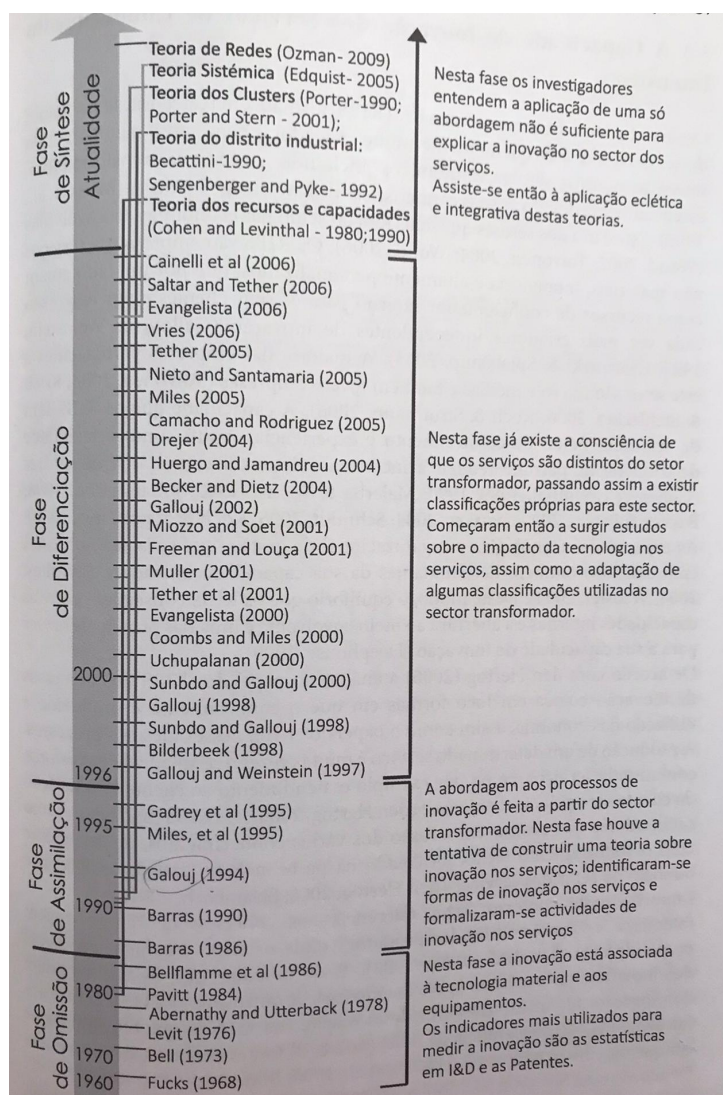 Teoria de Redes (Ozman- 2009)
Teoria Sistémica (Edquist- 2005)
Teoria dos Clusters (Porter-1990;
Porter and Stern - 2001);
Teoria do distrito industrial:
Becattini-1990;
Sengenberger and Pyke- 1992)
Teoria dos recursos e capacidades
(Cohen and Levinthal - 1980;1990)
Fase
de Síntese
Atualidade
Nesta fase os investigadores
entendem a aplicação de uma só
abordagem não é suficiente para
explicar a inovação no sector dos
serviços.
Assiste-se então à aplicação eclética
e integrativa destas teorias.
Cainelli et al (2006)
Saltar and Tether (2006)
Evangelista (2006)
Vries (2006)
Tether (2005)
Nieto and Santamaria (2005)
Miles (2005)
Camacho and Rodriguez (2005)
Drejer (2004)
Huergo and Jamandreu (2004)
Becker and Dietz (2004)
Gallouj (2002)
Miozzo and Soet (2001)
Freeman and Louça (2001)
Muller (2001)
Tether et al (2001)
Evangelista (2000)
Coombs and Miles (2000)
Uchupalanan (2000)
2000
Sunbdo and Gallouj (2000)
Gallouj (1998)
Sunbdo and Gallouj (1998)
Bilderbeek (1998)
1996
Gallouj and Weinstein (1997)
Fase
de Diferenciação
Nesta fase já existe a consciência de
que os serviços são distintos do setor
transformador, passando assim a existir
classificações próprias para este sector.
Começaram então a surgir estudos
sobre o impacto da tecnologia nos
serviços, assim como a adaptação de
algumas classificações utilizadas no
sector transformador.
Gadrey et al (1995)
1995
Miles, et al (1995)
Galouj (1994)
1990
Barras (1990)
Barras (1986)
Fase
de Assimilação
A abordagem aos processos de
inovação é feita a partir do sector
transformador. Nesta fase houve a
tentativa de construir uma teoria sobre
inovação nos serviços; identificaram-se
formas de inovação nos serviços e
formalizaram-se actividades de
inovação nos serviços
Bellflamme et al (1986)
1980
Pavitt (1984)
Abernathy and Utterback (1978)
Levit (1976)
1970
Bell (1973)
1960
Fucks (1968)
Fase
de Omissão
Nesta fase a inovação está associada
à tecnologia material e aos
equipamentos.
Os indicadores mais utilizados para
medir a inovação são as estatísticas
em I&D e as Patentes.